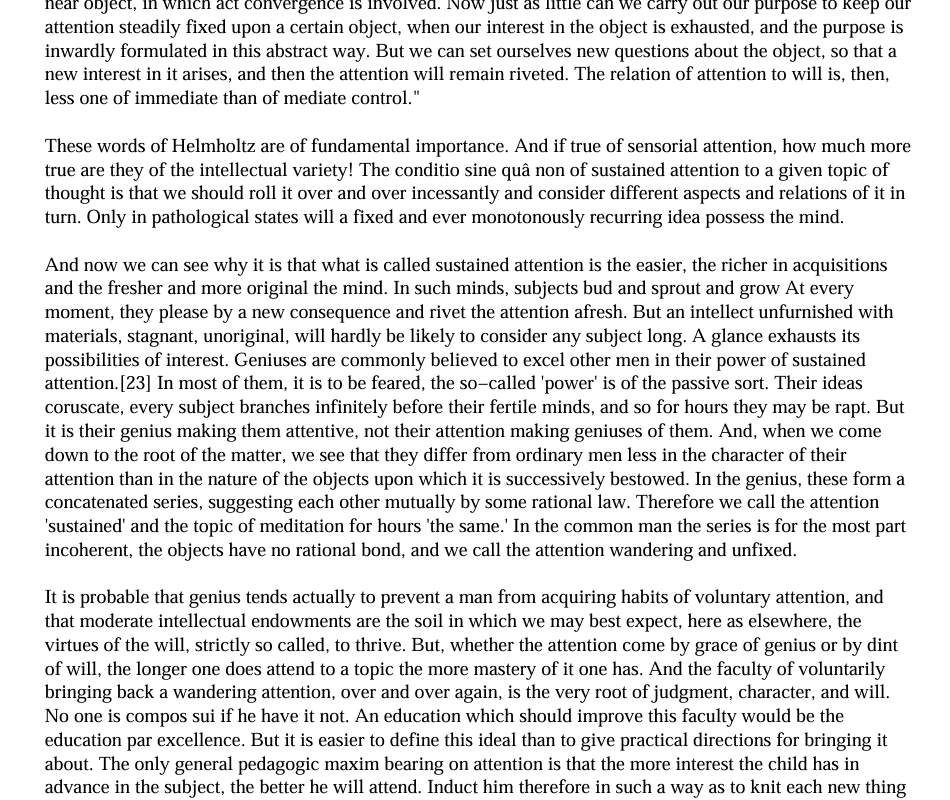 near object, in which act convergence is involved. Now just as little can we carry out our purpose to keep our
attention steadily fixed upon a certain object, when our interest in the object is exhausted, and the purpose is
inwardly formulated in this abstract way. But we can set ourselves new questions about the object, so that a
new interest in it arises, and then the attention will remain riveted. The relation of attention to will is, then,
less one of immediate than of mediate control."
These words of Helmholtz are of fundamental importance. And if true of sensorial attention, how much more
true are they of the intellectual variety! The conditio sine quâ non of sustained attention to a given topic of
thought is that we should roll it over and over incessantly and consider different aspects and relations of it in
turn. Only in pathological states will a fixed and ever monotonously recurring idea possess the mind.
And now we can see why it is that what is called sustained attention is the easier, the richer in acquisitions
and the fresher and more original the mind. In such minds, subjects bud and sprout and grow At every
moment, they please by a new consequence and rivet the attention afresh. But an intellect unfurnished with
materials, stagnant, unoriginal, will hardly be likely to consider any subject long. A glance exhausts its
possibilities of interest. Geniuses are commonly believed to excel other men in their power of sustained
attention.[23] In most of them, it is to be feared, the so−called 'power' is of the passive sort. Their ideas
coruscate, every subject branches infinitely before their fertile minds, and so for hours they may be rapt. But
it is their genius making them attentive, not their attention making geniuses of them. And, when we come
down to the root of the matter, we see that they differ from ordinary men less in the character of their
attention than in the nature of the objects upon which it is successively bestowed. In the genius, these form a
concatenated series, suggesting each other mutually by some rational law. Therefore we call the attention
'sustained' and the topic of meditation for hours 'the same.' In the common man the series is for the most part
incoherent, the objects have no rational bond, and we call the attention wandering and unfixed.
It is probable that genius tends actually to prevent a man from acquiring habits of voluntary attention, and
that moderate intellectual endowments are the soil in which we may best expect, here as elsewhere, the
virtues of the will, strictly so called, to thrive. But, whether the attention come by grace of genius or by dint
of will, the longer one does attend to a topic the more mastery of it one has. And the faculty of voluntarily
bringing back a wandering attention, over and over again, is the very root of judgment, character, and will.
No one is compos sui if he have it not. An education which should improve this faculty would be the
education par excellence. But it is easier to define this ideal than to give practical directions for bringing it
about. The only general pedagogic maxim bearing on attention is that the more interest the child has in
advance in the subject, the better he will attend. Induct him therefore in such a way as to knit each new thing